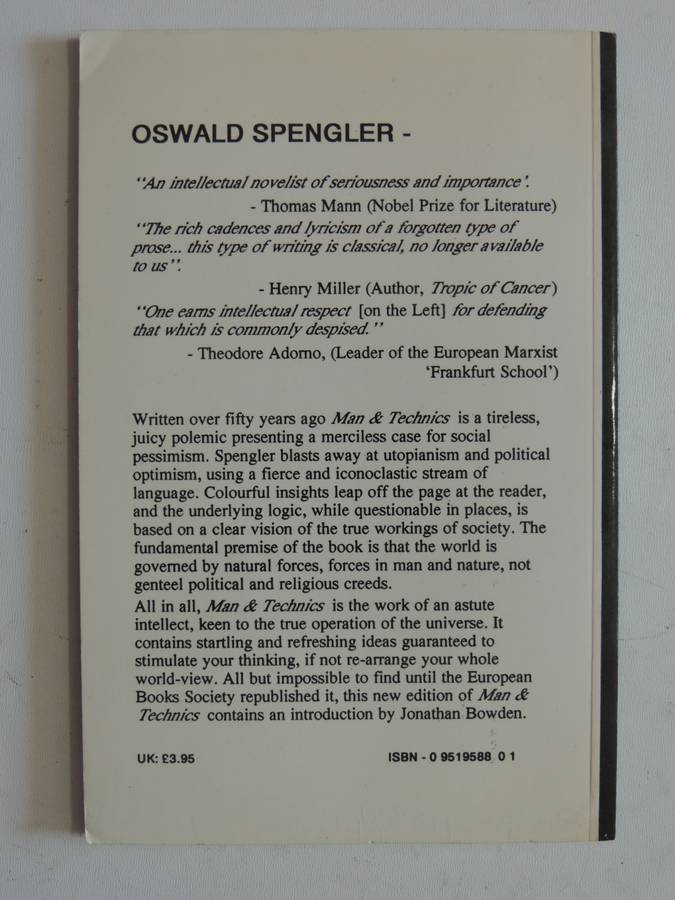 OSWALD SPENGLER -
"An intellectual novelist of seriousness and importance'.
- Thomas Mann (Nobel Prize for Literature)
"The rich cadences and lyricism of a forgotten type of
prose... this type of writing is classical, no longer available
to us".
- Henry Miller (Author, Tropic of Cancer)
"One earns intellectual respect [on the Left] for defending
that which is commonly despised."
- Theodore Adorno, (Leader of the European Marxist
'Frankfurt School')
Written over fifty years ago Man & Technics is a tireless,
juicy polemic presenting a merciless case for social
pessimism. Spengler blasts away at utopianism and political
optimism, using a fierce and iconoclastic stream of
language. Colourful insights leap off the page at the reader,
and the underlying logic, while questionable in places, is
based on a clear vision of the true workings of society. The
fundamental premise of the book is that the world is
governed by natural forces, forces in man and nature, not
genteel political and religious creeds.
All in all, Man & Technics is the work of an astute
intellect, keen to the true operation of the universe. It
contains startling and refreshing ideas guaranteed to
stimulate your thinking, if not re-arrange your whole
world-view. All but impossible to find until the European
Books Society republished it, this new edition of Man &
Technics contains an introduction by Jonathan Bowden.
UK: £3.95
ISBN - 0 9519588 0 1